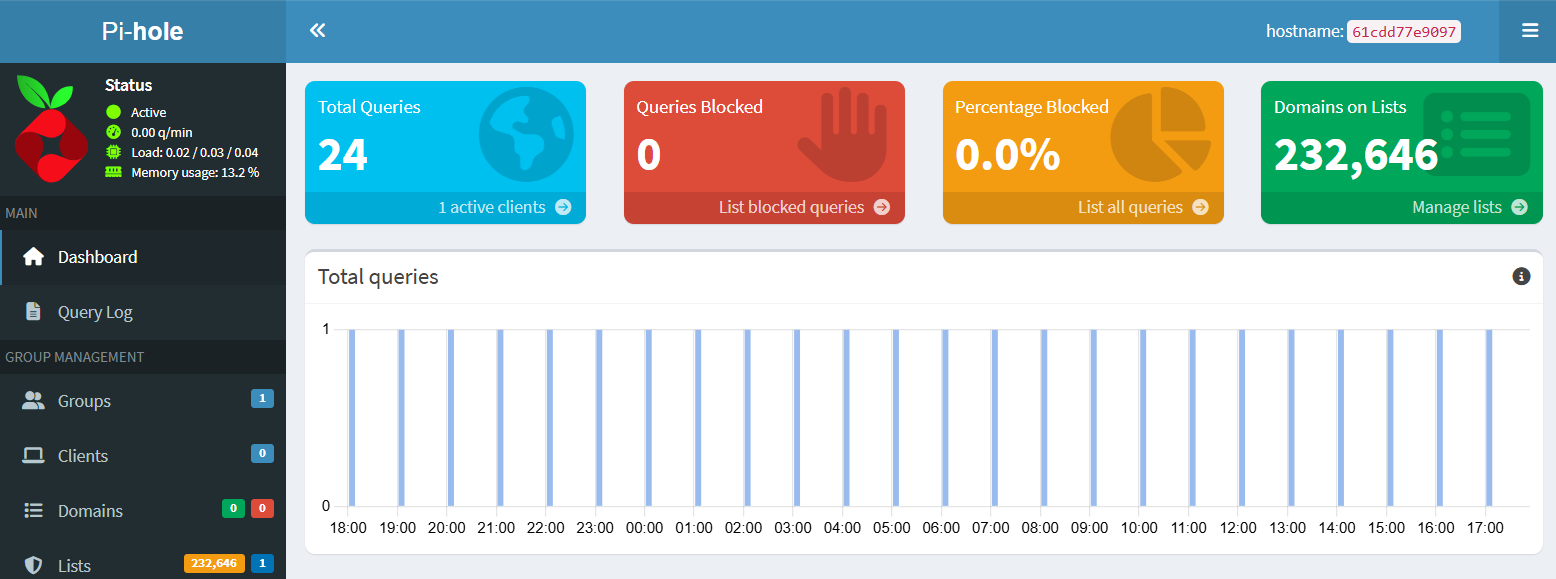 Pi-hole
hostname: 61cdd77e9097
Status
Active
0.00 q/min
Load: 0.02 / 0.03 / 0.04
Memory usage: 13.2 %
MAIN
Dashboard
Query Log
GROUP MANAGEMENT
Groups 1
Clients 0
Domains 0 0
Lists 232,646 1
Total Queries
24
1 active clients
Queries Blocked
0
List blocked queries
Percentage Blocked
0.0%
List all queries
Domains on Lists
232,646
Manage lists
Total queries
1
0
18:00 19:00 20:00 21:00 22:00 23:00 00:00 01:00 02:00 03:00 04:00 05:00 06:00 07:00 08:00 09:00 10:00 11:00 12:00 13:00 14:00 15:00 16:00 17:00